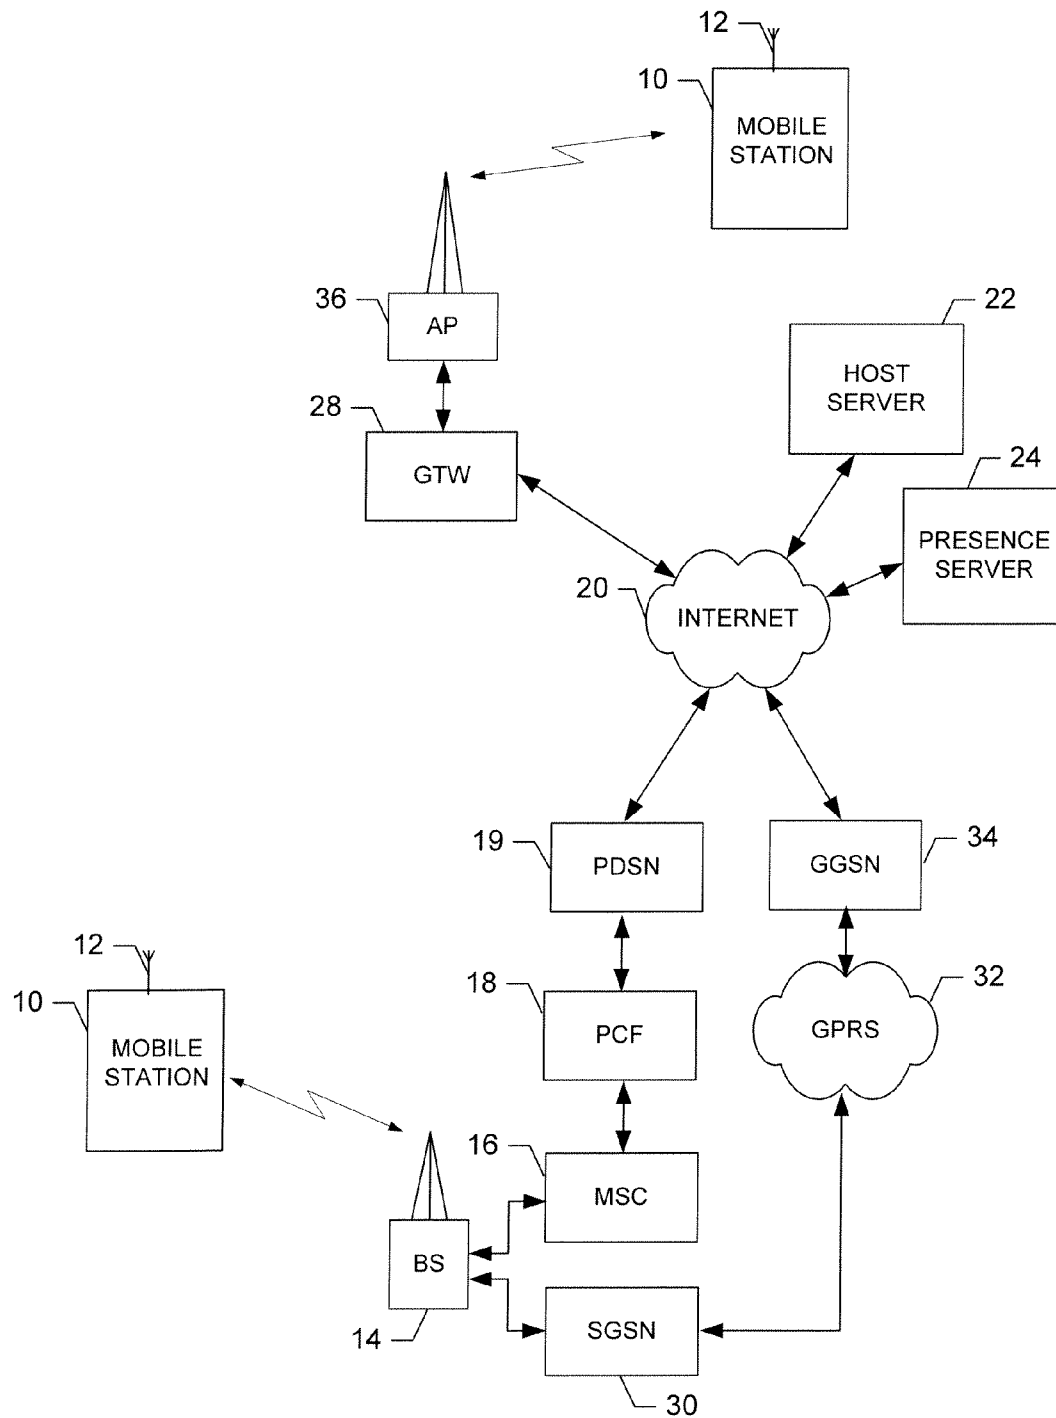 12
10
MOBILE
STATION
36
AP
22
HOST
SERVER
28
GTW
24
PRESENCE
SERVER
20
INTERNET
19
PDSN
34
GGSN
12
10
MOBILE
STATION
18
PCF
32
GPRS
16
MSC
BS
14
SGSN
30